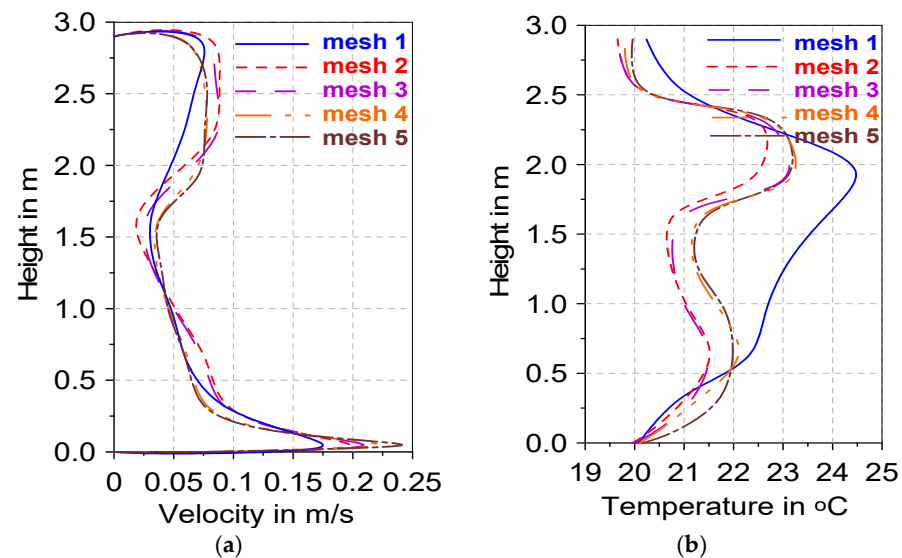 3.0
2.5
2.0
1.5
1.0
0.5
0.0
Height in m
mesh 1
mesh 2
mesh 3
mesh 4
mesh 5
0 0.05 0.10 0.15 0.20 0.25
Velocity in m/s
(a)
3.0
2.5
2.0
1.5
1.0
0.5
0.0
Height in m
mesh 1
mesh 2
mesh 3
mesh 4
mesh 5
19 20 21 22 23 24 25
Temperature in oC
(b)